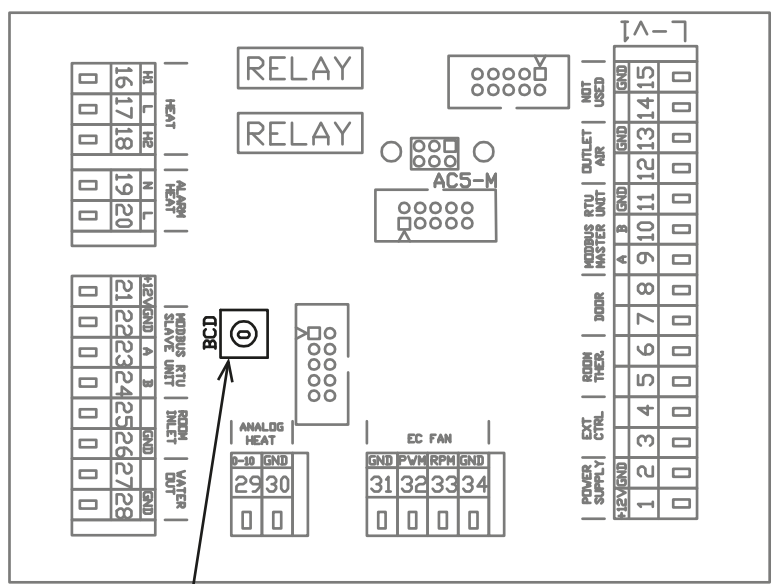 L-V1
RELAY
RELAY
AC5-M
BCD
16 H1
17 L
18 H2
HEAT
19 N
20 L
ALARM
HEAT
21 +12V
22 GND
23 A
24 B
MODBUS RTU
SLAVE UNIT
25
26 GND
ROOM
INLET
27
28 GND
WATER
OUT
ANALOG
HEAT
0-10 GND
29 30
EC FAN
GND PWM RPM GND
31 32 33 34
NOT
USED
GND 15
14
OUTLET
AIR
GND 13
12
MODBUS RTU
MASTER UNIT
GND 11
B 10
A 9
DOOR
8
7
ROOM
THER.
6
5
EXT
CTRL
4
3
POWER
SUPPLY
GND 2
+12V 1